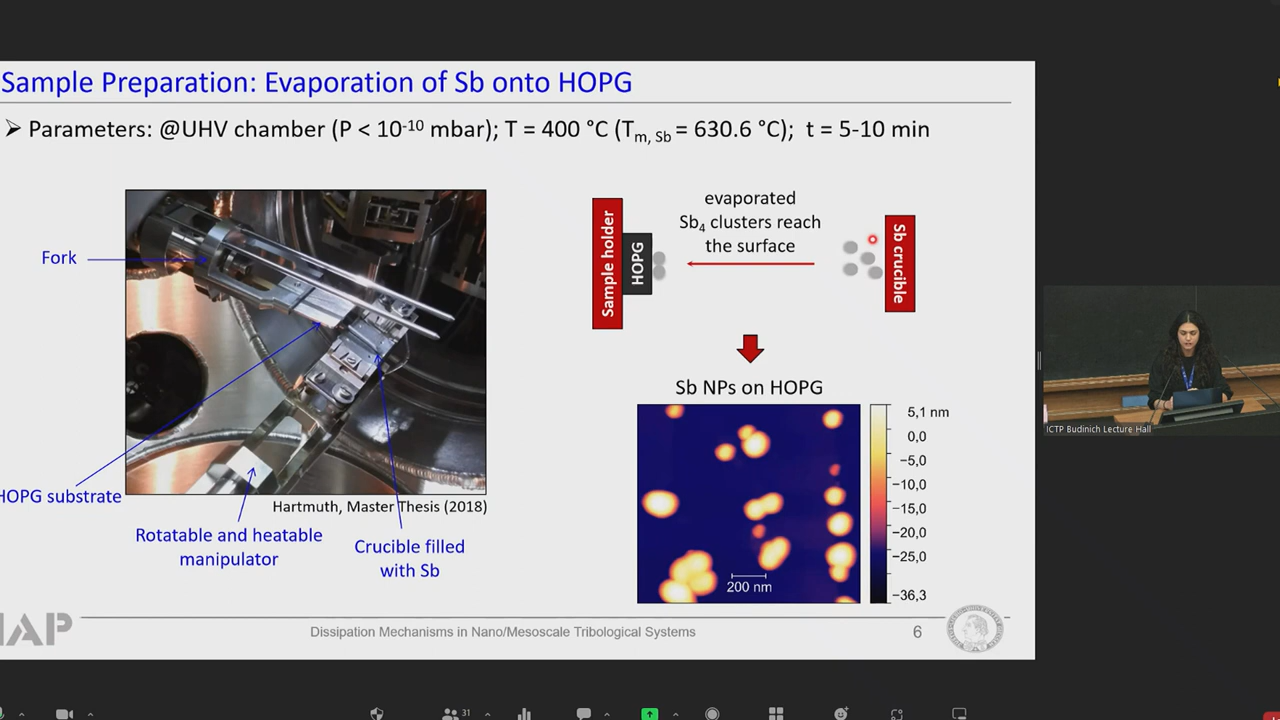 Sample Preparation: Evaporation of Sb onto HOPG
➢ Parameters: @UHV chamber (P < 10⁻¹⁰ mbar); T = 400 °C (Tm, Sb = 630.6 °C); t = 5-10 min
Fork
HOPG substrate
Rotatable and heatable
manipulator
Crucible filled
with Sb
Hartmuth, Master Thesis (2018)
Sample holder
HOPG
evaporated
Sb₄ clusters reach
the surface
Sb crucible
Sb NPs on HOPG
200 nm
5,1 nm
0,0
−5,0
−10,0
−15,0
−20,0
−25,0
−36,3
IAP
Dissipation Mechanisms in Nano/Mesoscale Tribological Systems
6
ICTP Budinich Lecture Hall
31